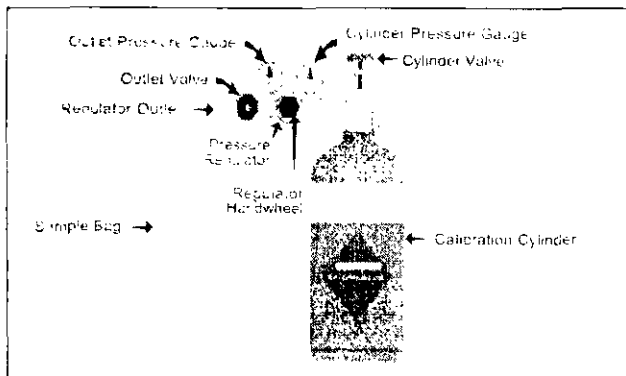 Outlet Pressure Gauge
Cylinder Pressure Gauge
Cylinder Valve
Outlet Valve
Regulator Outlet
Pressure
Regulator
Regulator
Handwheel
Sample Bag
Calibration Cylinder